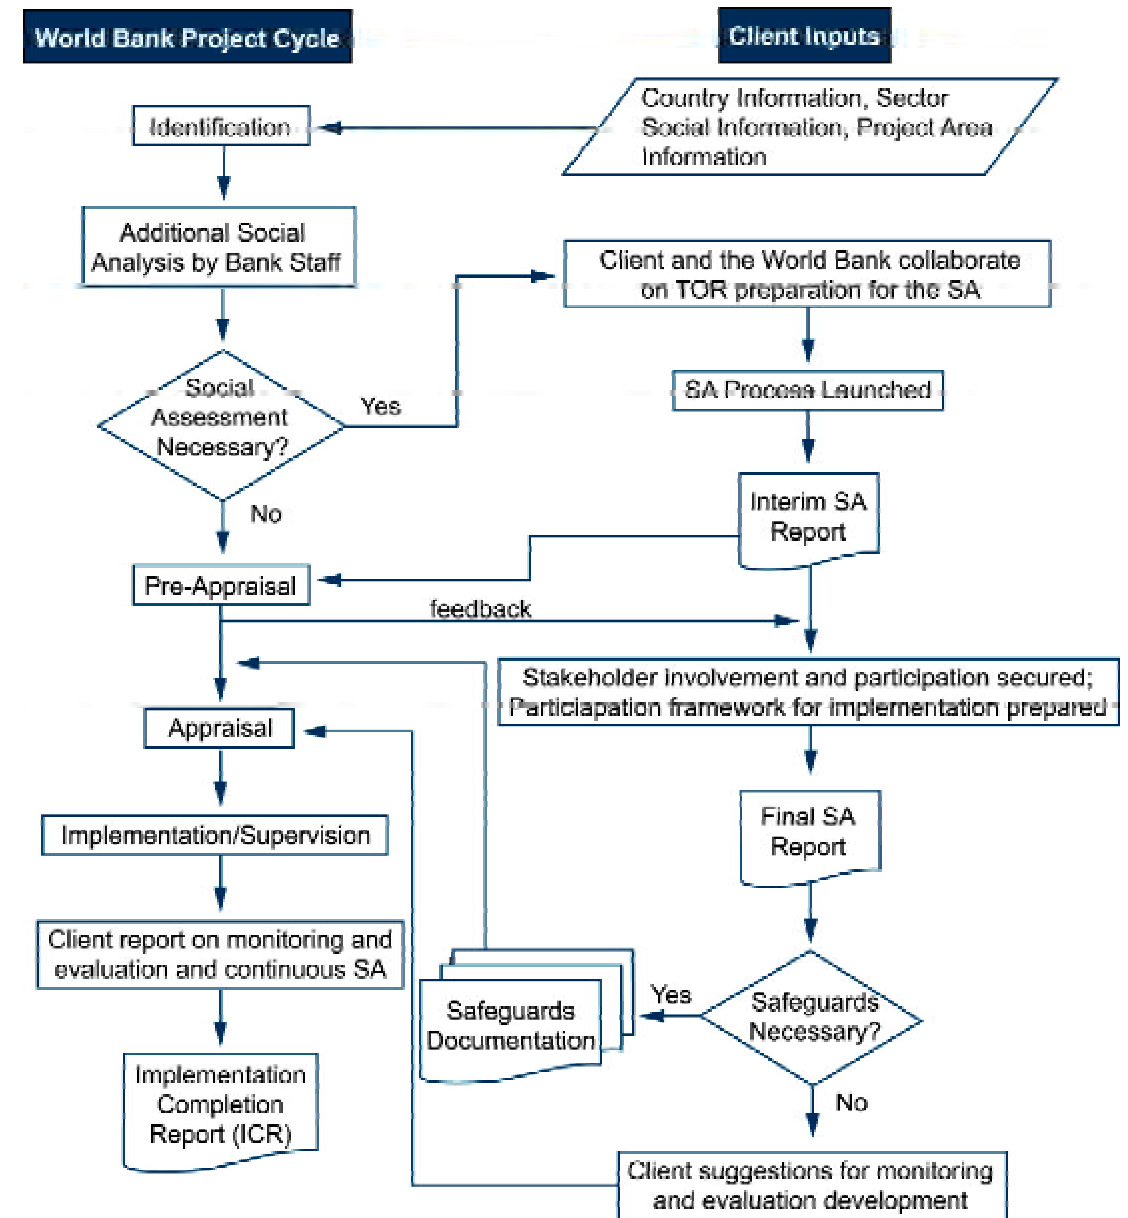 World Bank Project Cycle
Client Inputs
Country Information, Sector
Social Information, Project Area
Information
Identification
Additional Social
Analysis by Bank Staff
Client and the World Bank collaborate
on TOR preparation for the SA
Social
Assessment
Necessary?
Yes
SA Process Launched
No
Interim SA
Report
Pre-Appraisal
feedback
Stakeholder involvement and participation secured;
Particiapation framework for implementation prepared
Appraisal
Implementation/Supervision
Final SA
Report
Client report on monitoring and
evaluation and continuous SA
Safeguards
Documentation
Yes
Safeguards
Necessary?
No
Implementation
Completion
Report (ICR)
Client suggestions for monitoring
and evaluation development